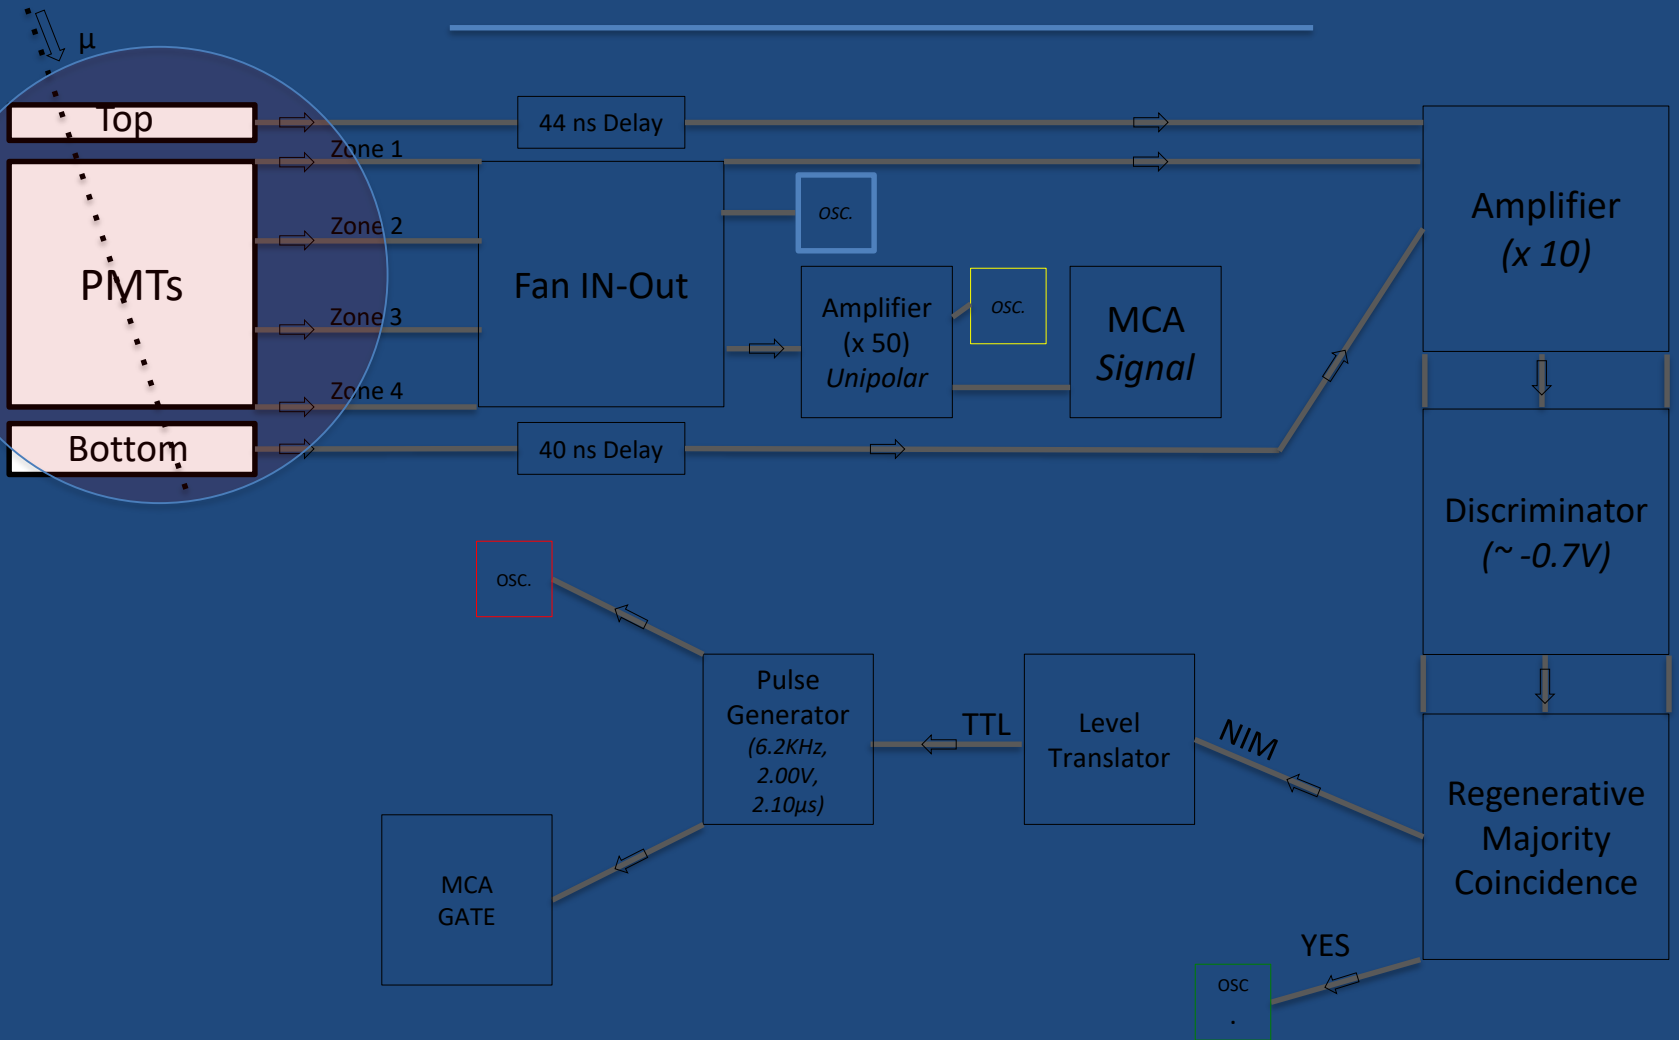 μ
Top
44 ns Delay
Zone 1
Zone 2
Zone 3
Zone 4
PMTs
Fan IN-Out
OSC.
Amplifier
(x 50)
Unipolar
OSC.
MCA
Signal
Amplifier
(x 10)
Bottom
40 ns Delay
Discriminator
(~ -0.7V)
OSC.
Pulse
Generator
(6.2KHz,
2.00V,
2.10μs)
TTL
Level
Translator
NIM
Regenerative
Majority
Coincidence
MCA
GATE
YES
OSC
.